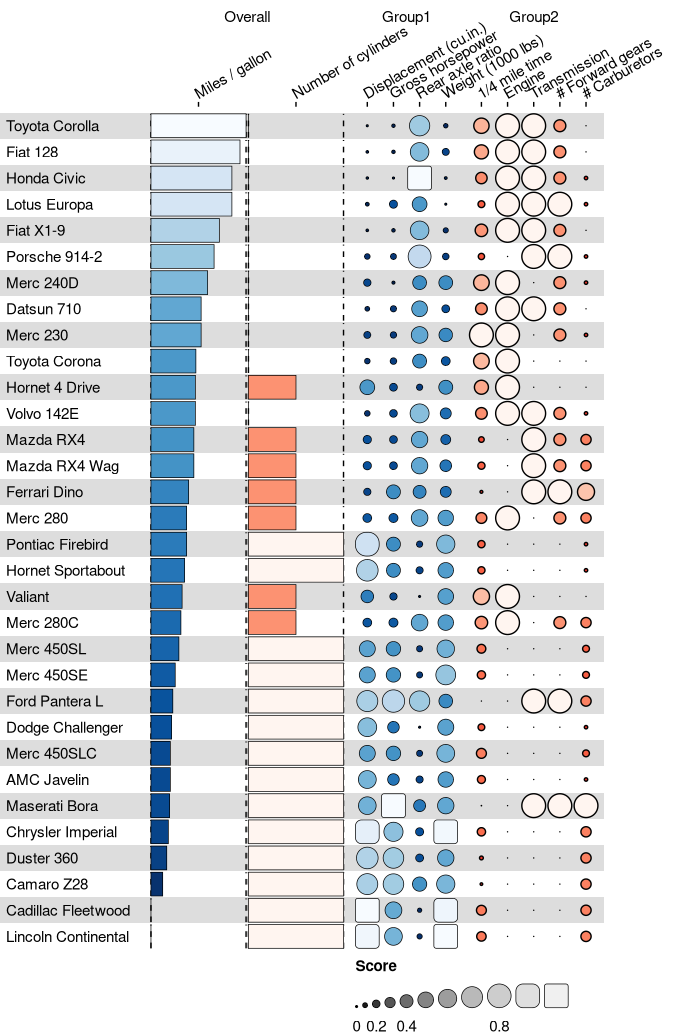 Overall
Group1
Group2
Miles / gallon
Number of cylinders
Displacement (cu.in.)
Gross horsepower
Rear axle ratio
Weight (1000 lbs)
1/4 mile time
Engine
Transmission
# Forward gears
# Carburetors
Toyota Corolla
Fiat 128
Honda Civic
Lotus Europa
Fiat X1-9
Porsche 914-2
Merc 240D
Datsun 710
Merc 230
Toyota Corona
Hornet 4 Drive
Volvo 142E
Mazda RX4
Mazda RX4 Wag
Ferrari Dino
Merc 280
Pontiac Firebird
Hornet Sportabout
Valiant
Merc 280C
Merc 450SL
Merc 450SE
Ford Pantera L
Dodge Challenger
Merc 450SLC
AMC Javelin
Maserati Bora
Chrysler Imperial
Duster 360
Camaro Z28
Cadillac Fleetwood
Lincoln Continental
Score
0 0.2 0.4 0.8